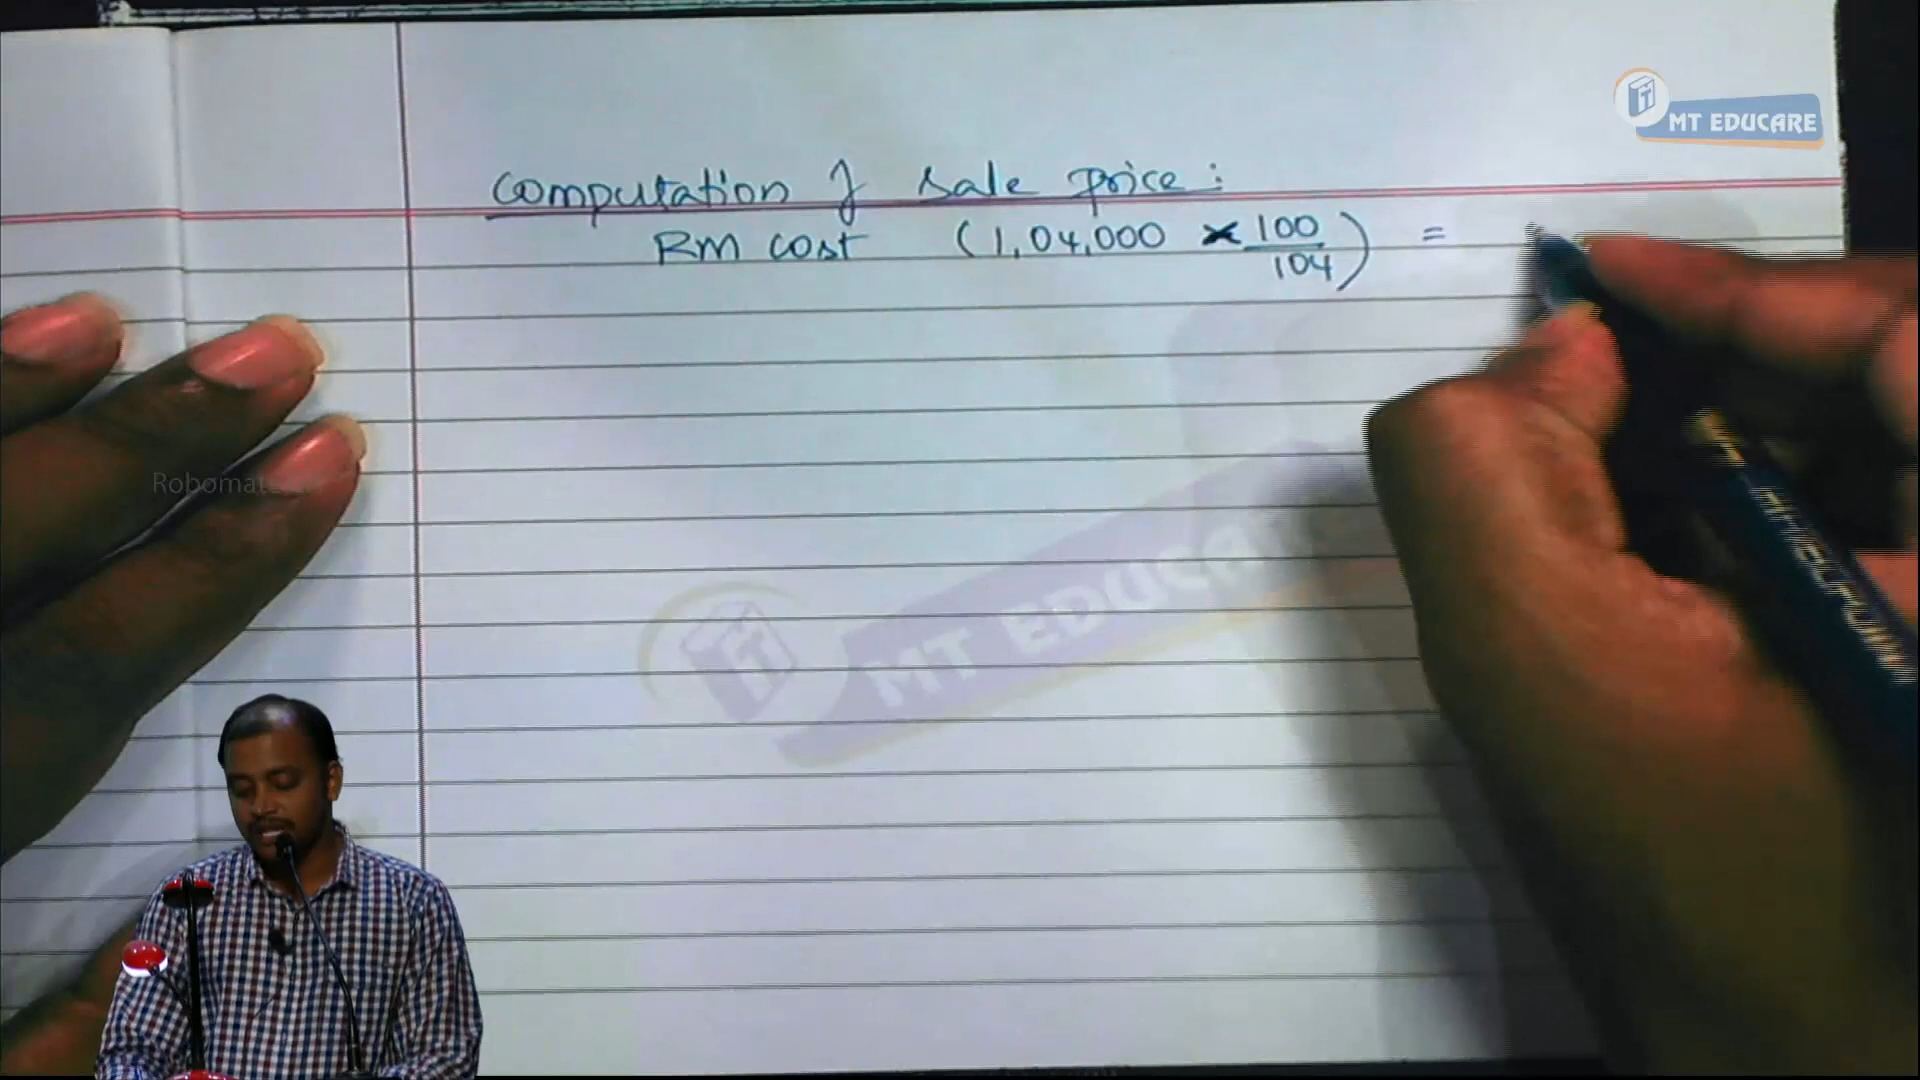 MT EDUCARE
Computation of sale price:
RM cost (1,04,000 × 100/104) =
Robomate
MT EDUCARE